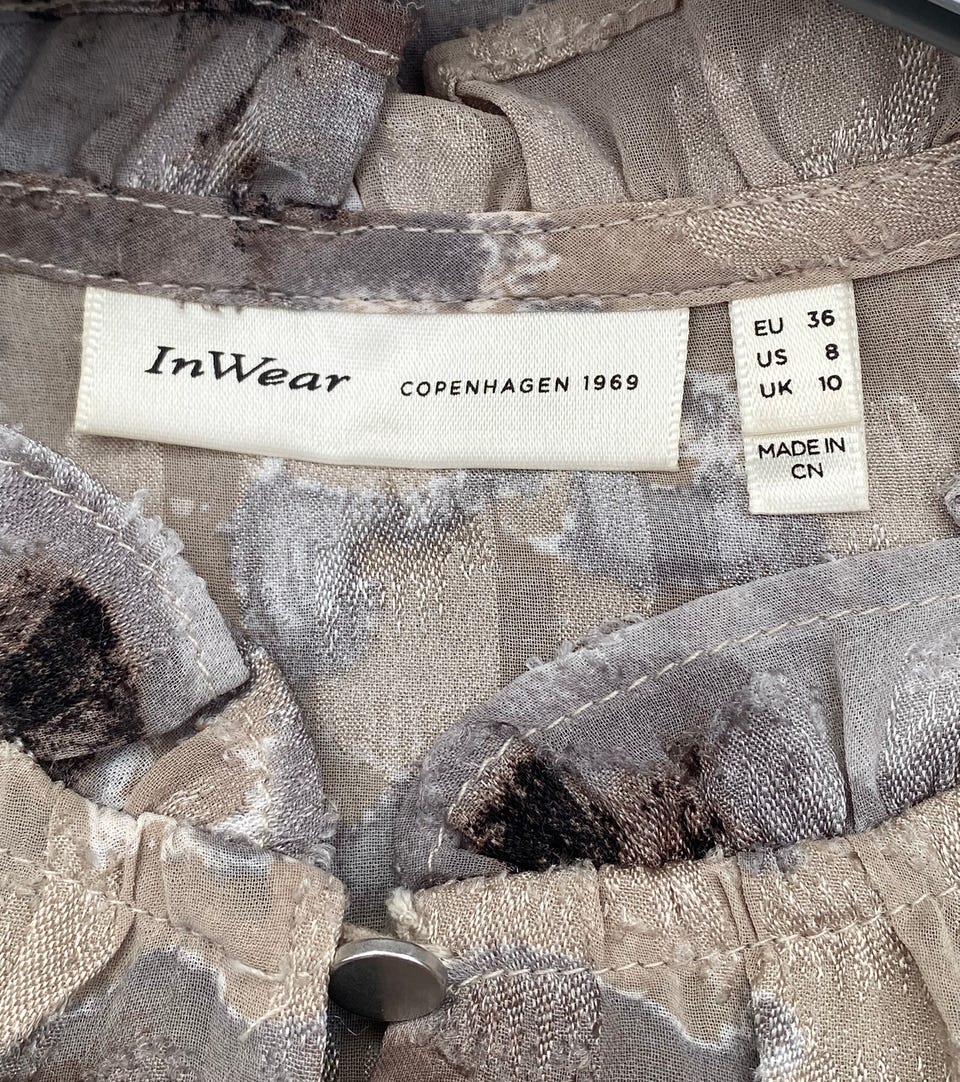 InWear COPENHAGEN 1969
EU 36
US 8
UK 10
MADE IN
CN